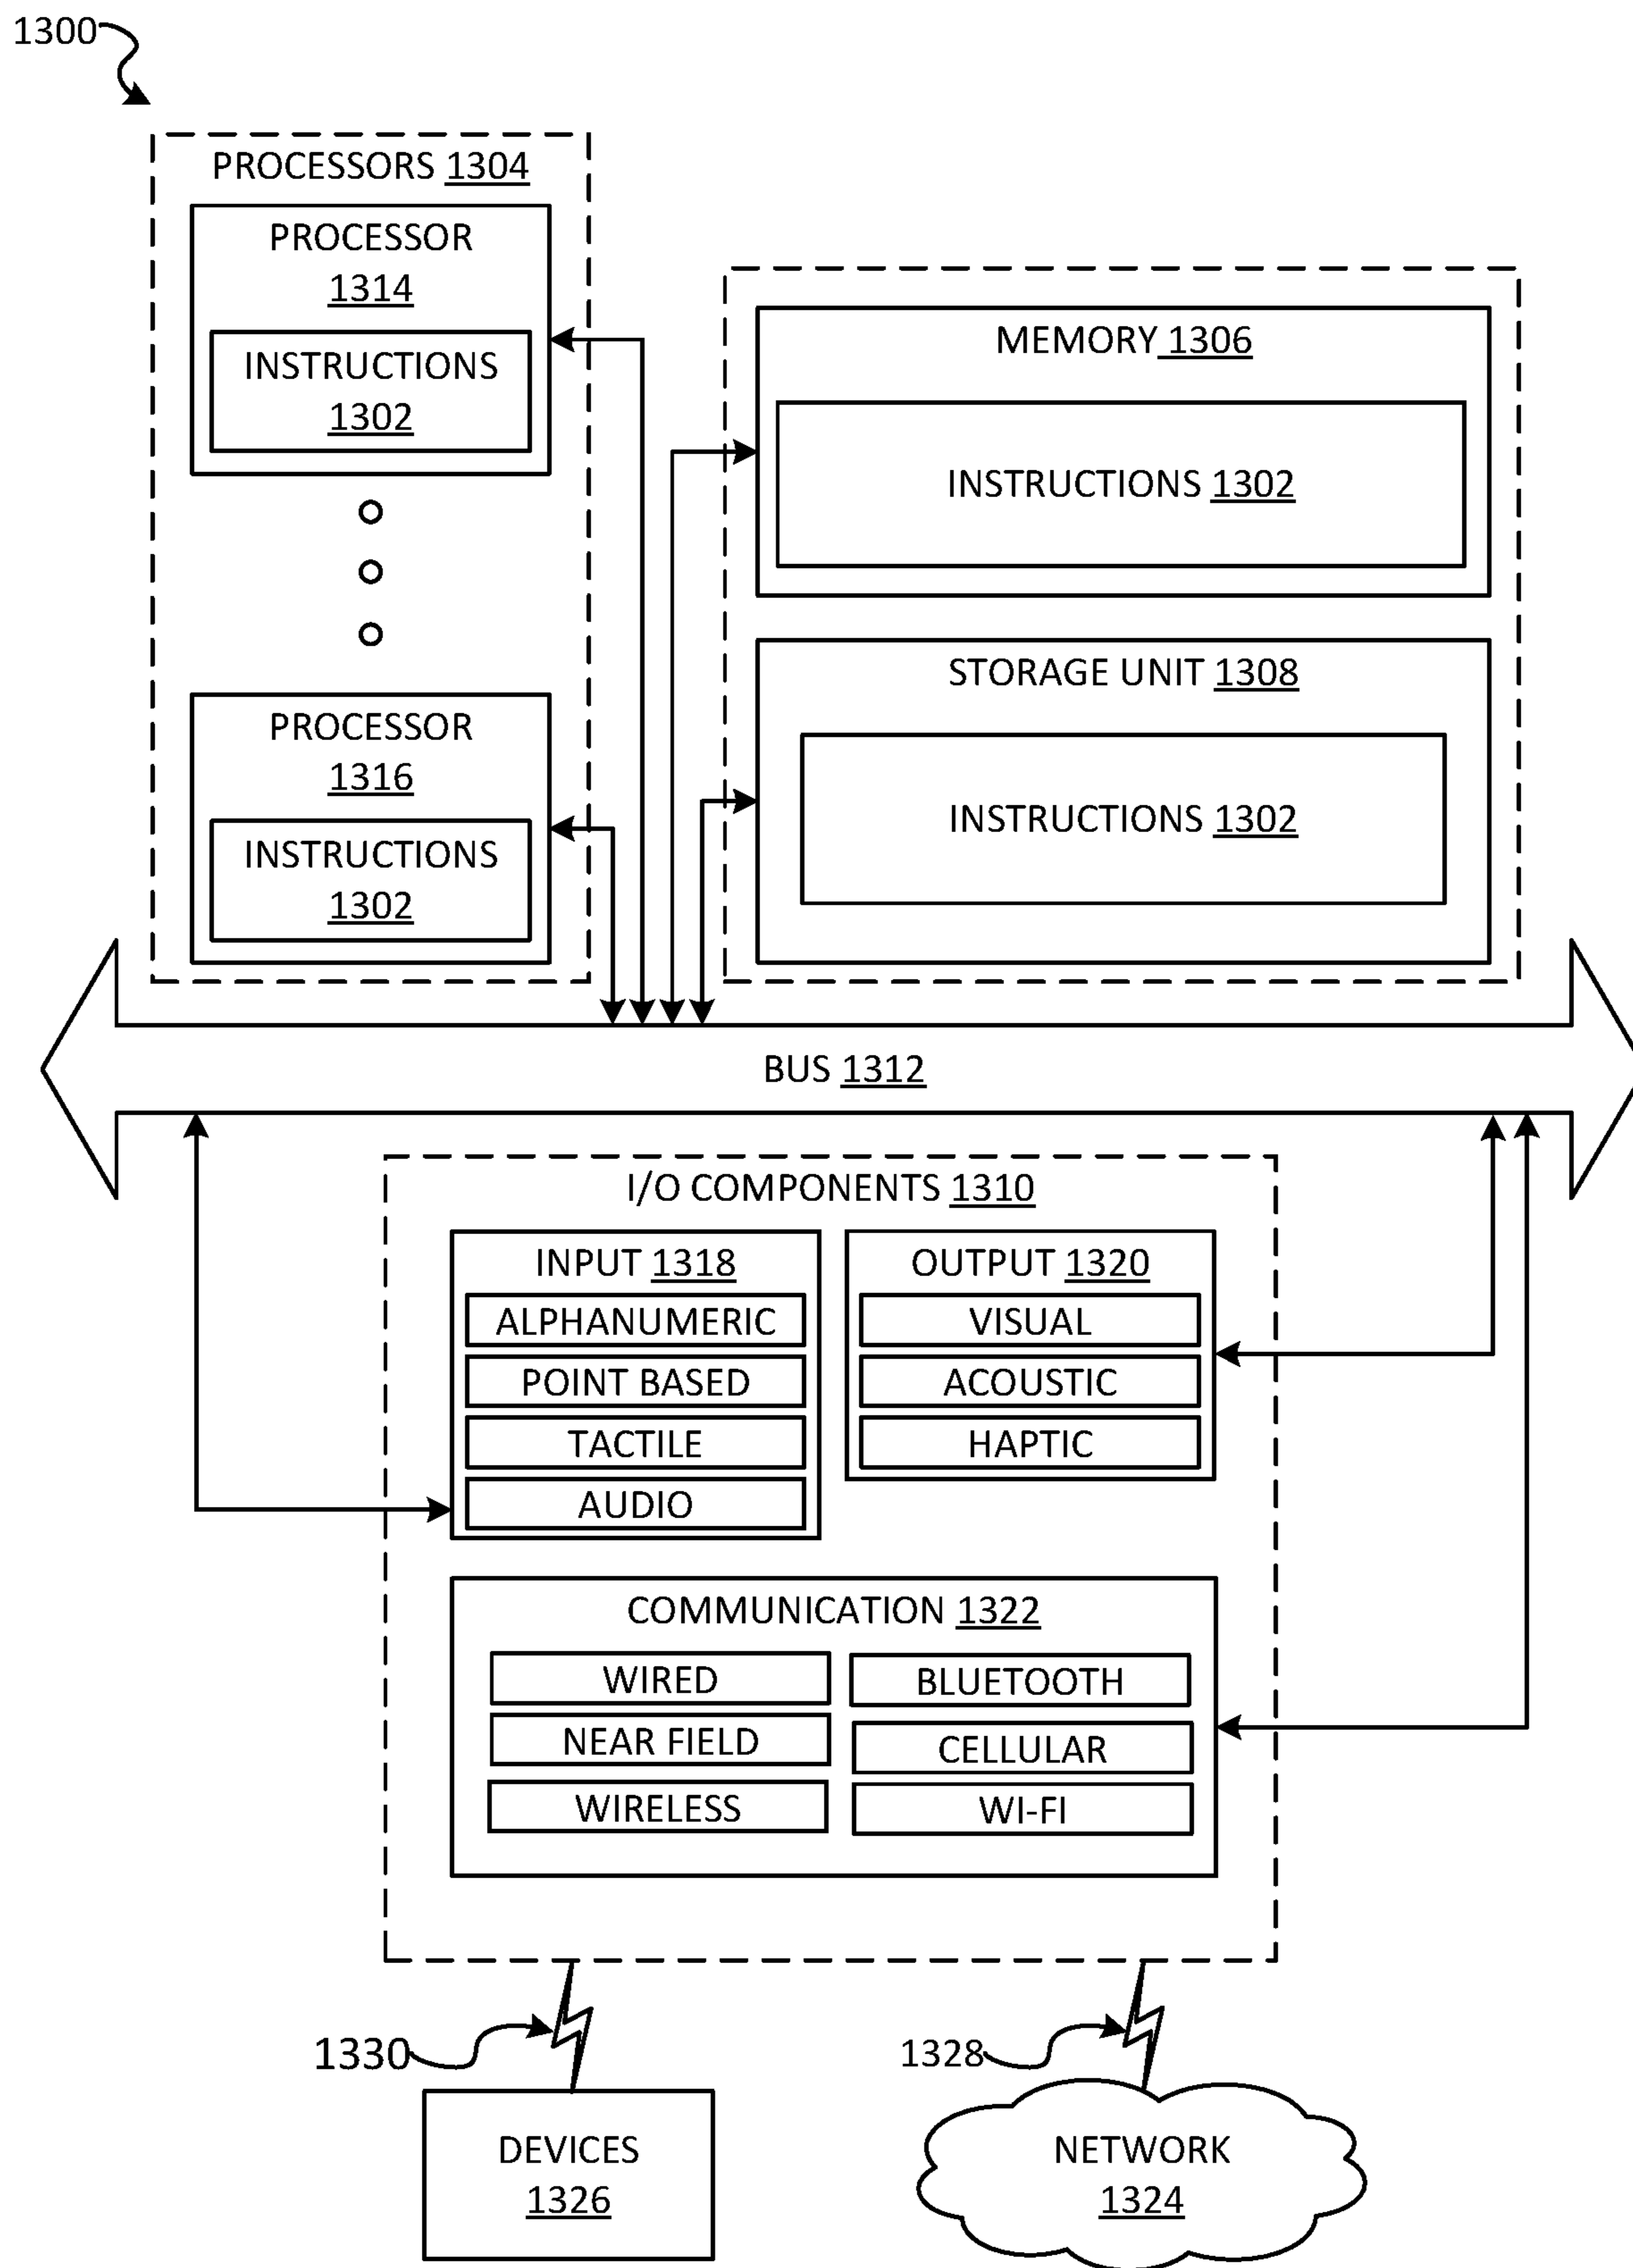 1300
PROCESSORS 1304
PROCESSOR
1314
INSTRUCTIONS
1302
PROCESSOR
1316
INSTRUCTIONS
1302
MEMORY 1306
INSTRUCTIONS 1302
STORAGE UNIT 1308
INSTRUCTIONS 1302
BUS 1312
I/O COMPONENTS 1310
INPUT 1318
ALPHANUMERIC
POINT BASED
TACTILE
AUDIO
OUTPUT 1320
VISUAL
ACOUSTIC
HAPTIC
COMMUNICATION 1322
WIRED
NEAR FIELD
WIRELESS
BLUETOOTH
CELLULAR
WI-FI
1330
1328
DEVICES
1326
NETWORK
1324